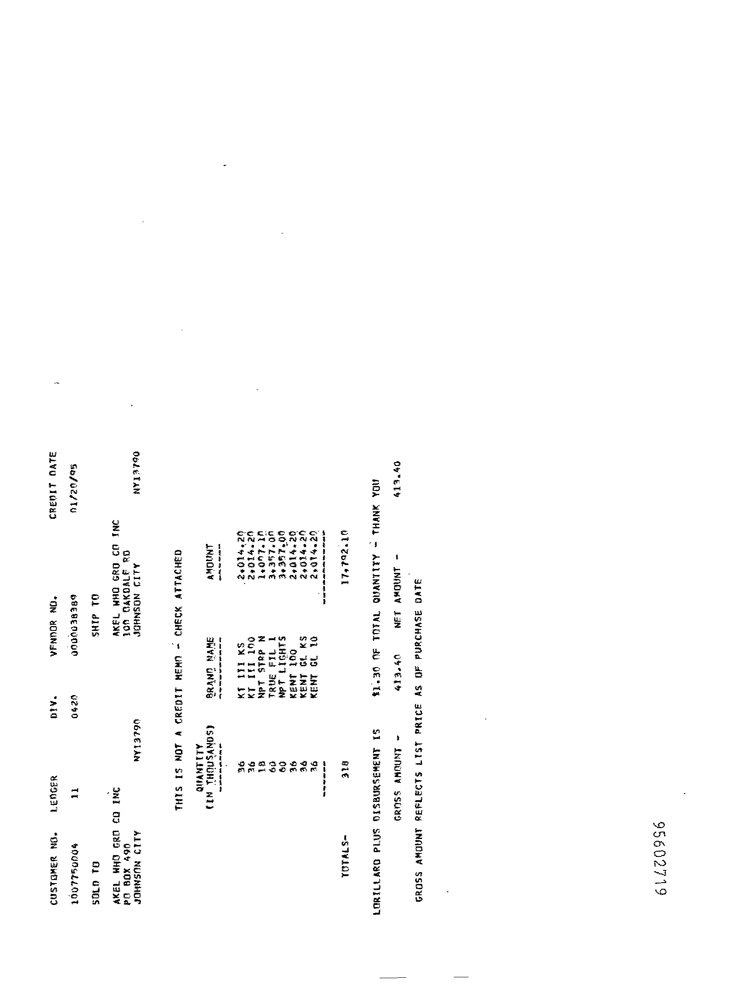 CUSTOMER NO. LEDGER DIV. VENDOR NO. CREDIT DATE
1007750004 11 0420 0000038389 01/20/95
SOLD TO SHIP TO
AKEL WHO GRO CO INC AKEL WHO GRO CO INC
PO BOX 490 100 OAKDALE RD
JOHNSON CITY NY13790 JOHNSON CITY NY13790
THIS IS NOT A CREDIT MEMO - CHECK ATTACHED
QUANTITY
(IN THOUSANDS) BRAND NAME AMOUNT
--------- ---------- ------
36 KT III KS 2,014.20
36 KT III 100 2,014.20
18 NPT STRP N 1,007.10
60 TRUE FIL 1 3,357.00
60 NPT LIGHTS 3,357.00
36 KENT 100 2,014.20
36 KENT GL KS 2,014.20
36 KENT GL 10 2,014.20
------ ------------
TOTALS- 318 17,792.10
LORILLARD PLUS DISBURSEMENT IS $1.30 OF TOTAL QUANTITY - THANK YOU
GROSS AMOUNT - 413.40 NET AMOUNT - 413.40
GROSS AMOUNT REFLECTS LIST PRICE AS OF PURCHASE DATE
95602719